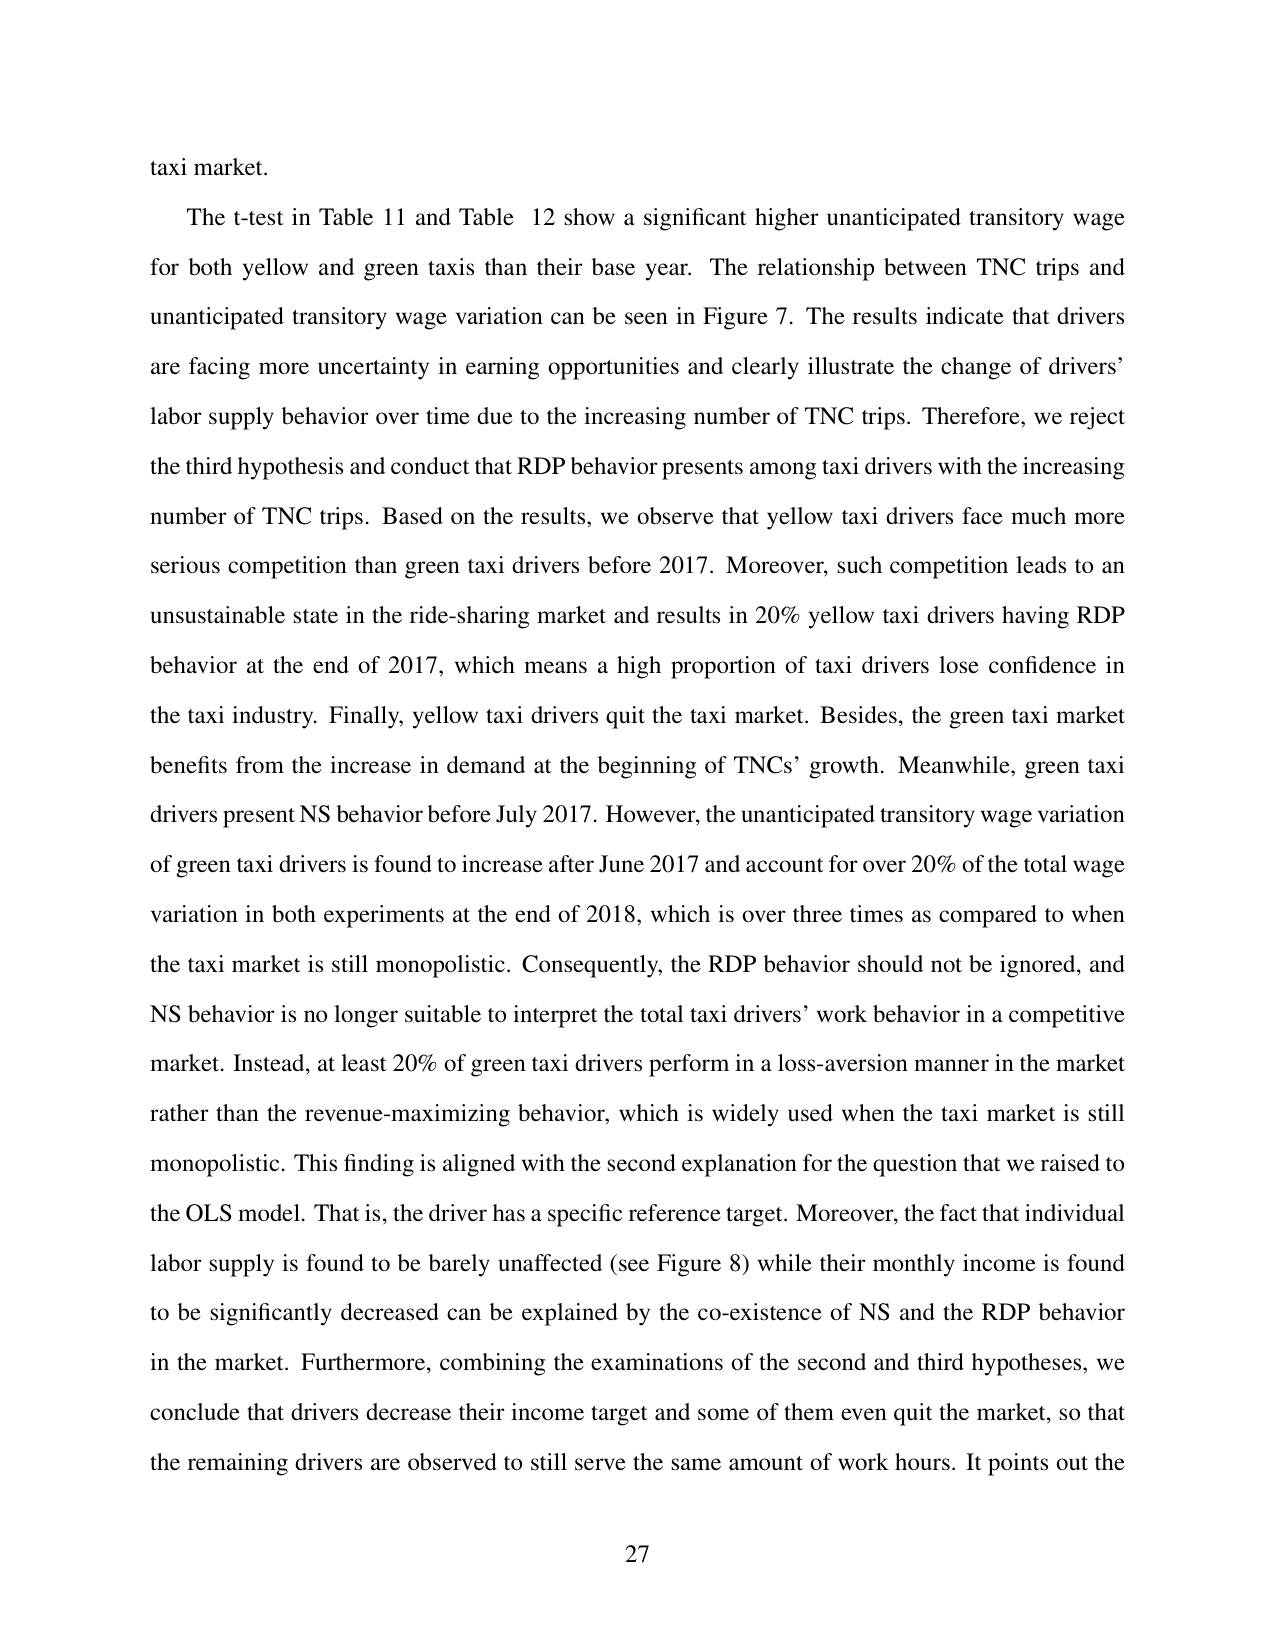 taxi market.
The t-test in Table 11 and Table 12 show a significant higher unanticipated transitory wage
for both yellow and green taxis than their base year. The relationship between TNC trips and
unanticipated transitory wage variation can be seen in Figure 7. The results indicate that drivers
are facing more uncertainty in earning opportunities and clearly illustrate the change of drivers’
labor supply behavior over time due to the increasing number of TNC trips. Therefore, we reject
the third hypothesis and conduct that RDP behavior presents among taxi drivers with the increasing
number of TNC trips. Based on the results, we observe that yellow taxi drivers face much more
serious competition than green taxi drivers before 2017. Moreover, such competition leads to an
unsustainable state in the ride-sharing market and results in 20% yellow taxi drivers having RDP
behavior at the end of 2017, which means a high proportion of taxi drivers lose confidence in
the taxi industry. Finally, yellow taxi drivers quit the taxi market. Besides, the green taxi market
benefits from the increase in demand at the beginning of TNCs’ growth. Meanwhile, green taxi
drivers present NS behavior before July 2017. However, the unanticipated transitory wage variation
of green taxi drivers is found to increase after June 2017 and account for over 20% of the total wage
variation in both experiments at the end of 2018, which is over three times as compared to when
the taxi market is still monopolistic. Consequently, the RDP behavior should not be ignored, and
NS behavior is no longer suitable to interpret the total taxi drivers’ work behavior in a competitive
market. Instead, at least 20% of green taxi drivers perform in a loss-aversion manner in the market
rather than the revenue-maximizing behavior, which is widely used when the taxi market is still
monopolistic. This finding is aligned with the second explanation for the question that we raised to
the OLS model. That is, the driver has a specific reference target. Moreover, the fact that individual
labor supply is found to be barely unaffected (see Figure 8) while their monthly income is found
to be significantly decreased can be explained by the co-existence of NS and the RDP behavior
in the market. Furthermore, combining the examinations of the second and third hypotheses, we
conclude that drivers decrease their income target and some of them even quit the market, so that
the remaining drivers are observed to still serve the same amount of work hours. It points out the
27